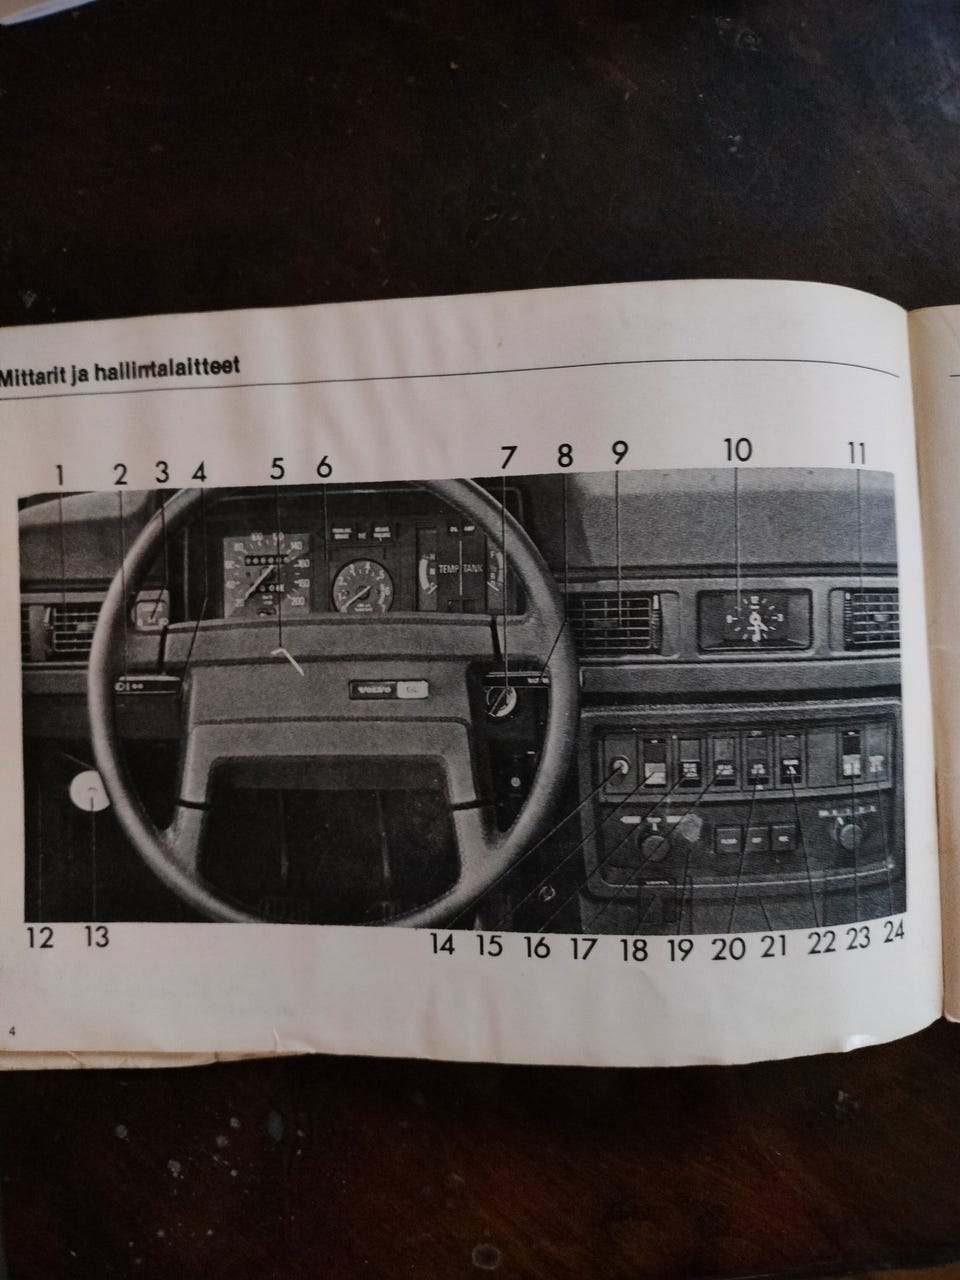 Mittarit ja hallintalaitteet
1 2 3 4 5 6 7 8 9 10 11
VOLVO GL
TEMP TANK
12 13 14 15 16 17 18 19 20 21 22 23 24
4